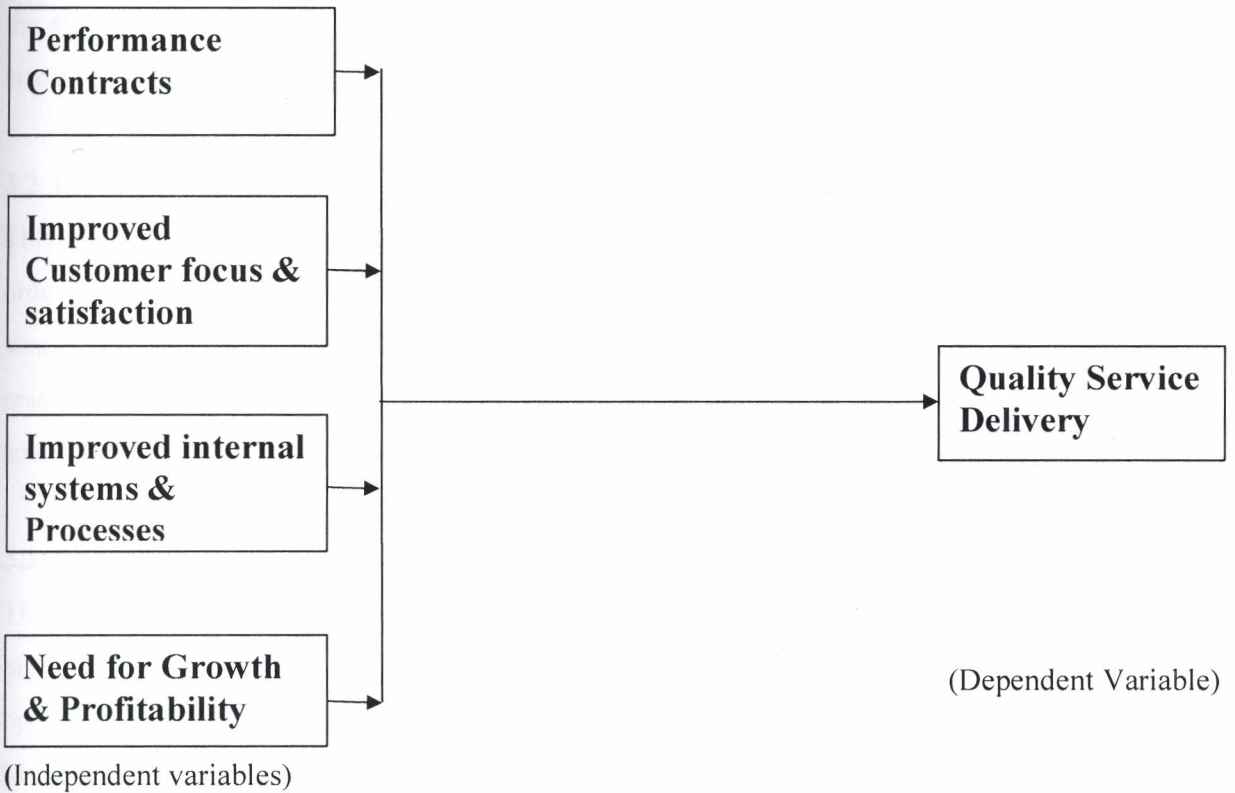 Performance
Contracts
Improved
Customer focus &
satisfaction
Improved internal
systems &
Processes
Need for Growth
& Profitability
(Independent variables)
Quality Service
Delivery
(Dependent Variable)